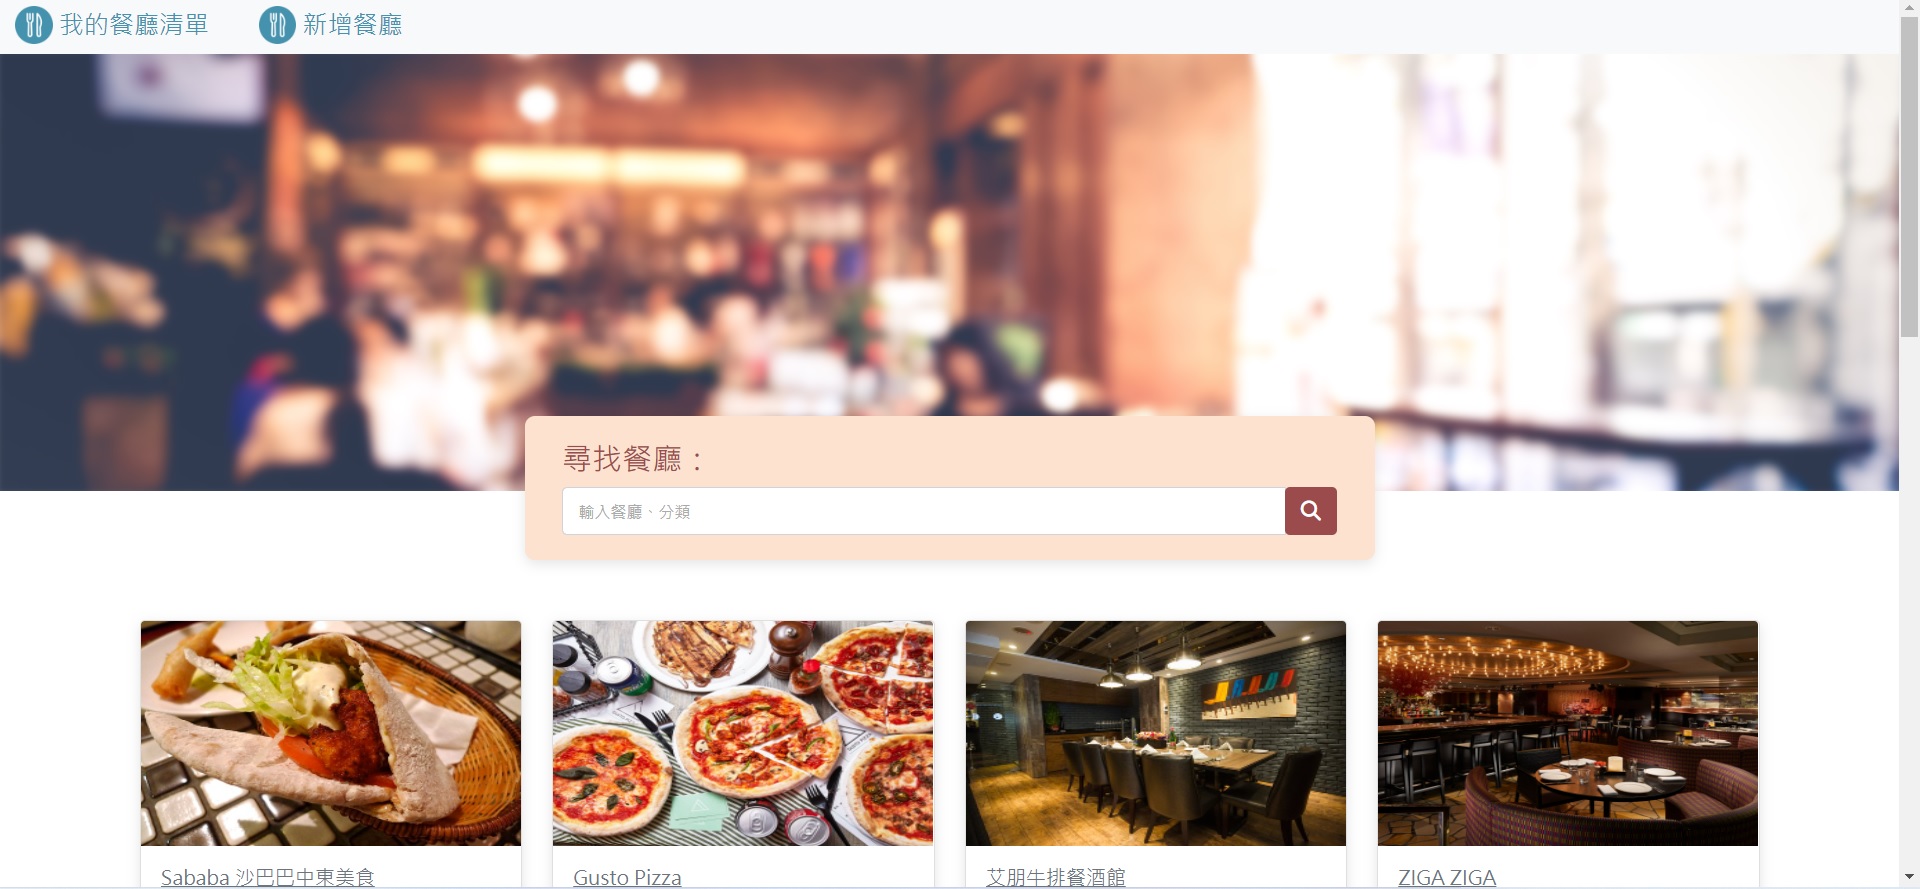 我的餐廳清單
新增餐廳
尋找餐廳：
輸入餐廳、分類
Sababa 沙巴巴中東美食
Gusto Pizza
艾朋牛排餐酒館
ZIGA ZIGA